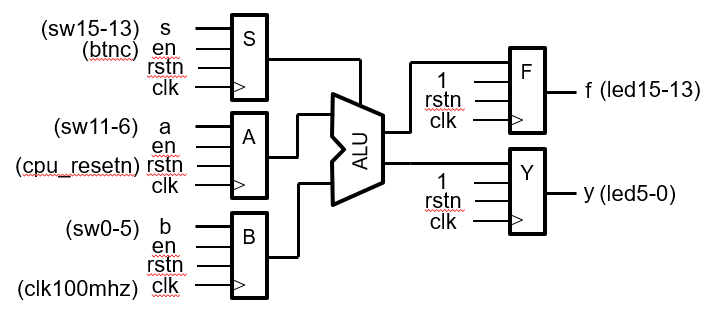 (sw15-13) s
(btnc) en
rstn
clk
S
(sw11-6) a
en
(cpu_resetn) rstn
clk
A
(sw0-5) b
en
rstn
(clk100mhz) clk
B
ALU
1
rstn
clk
F
f (led15-13)
1
rstn
clk
Y
y (led5-0)